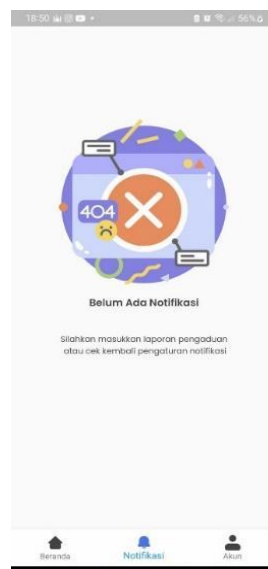 18:50
56%
404
Belum Ada Notifikasi
Silahkan masukkan laporan pengaduan
atau cek kembali pengaturan notifikasi
Beranda
Notifikasi
Akun